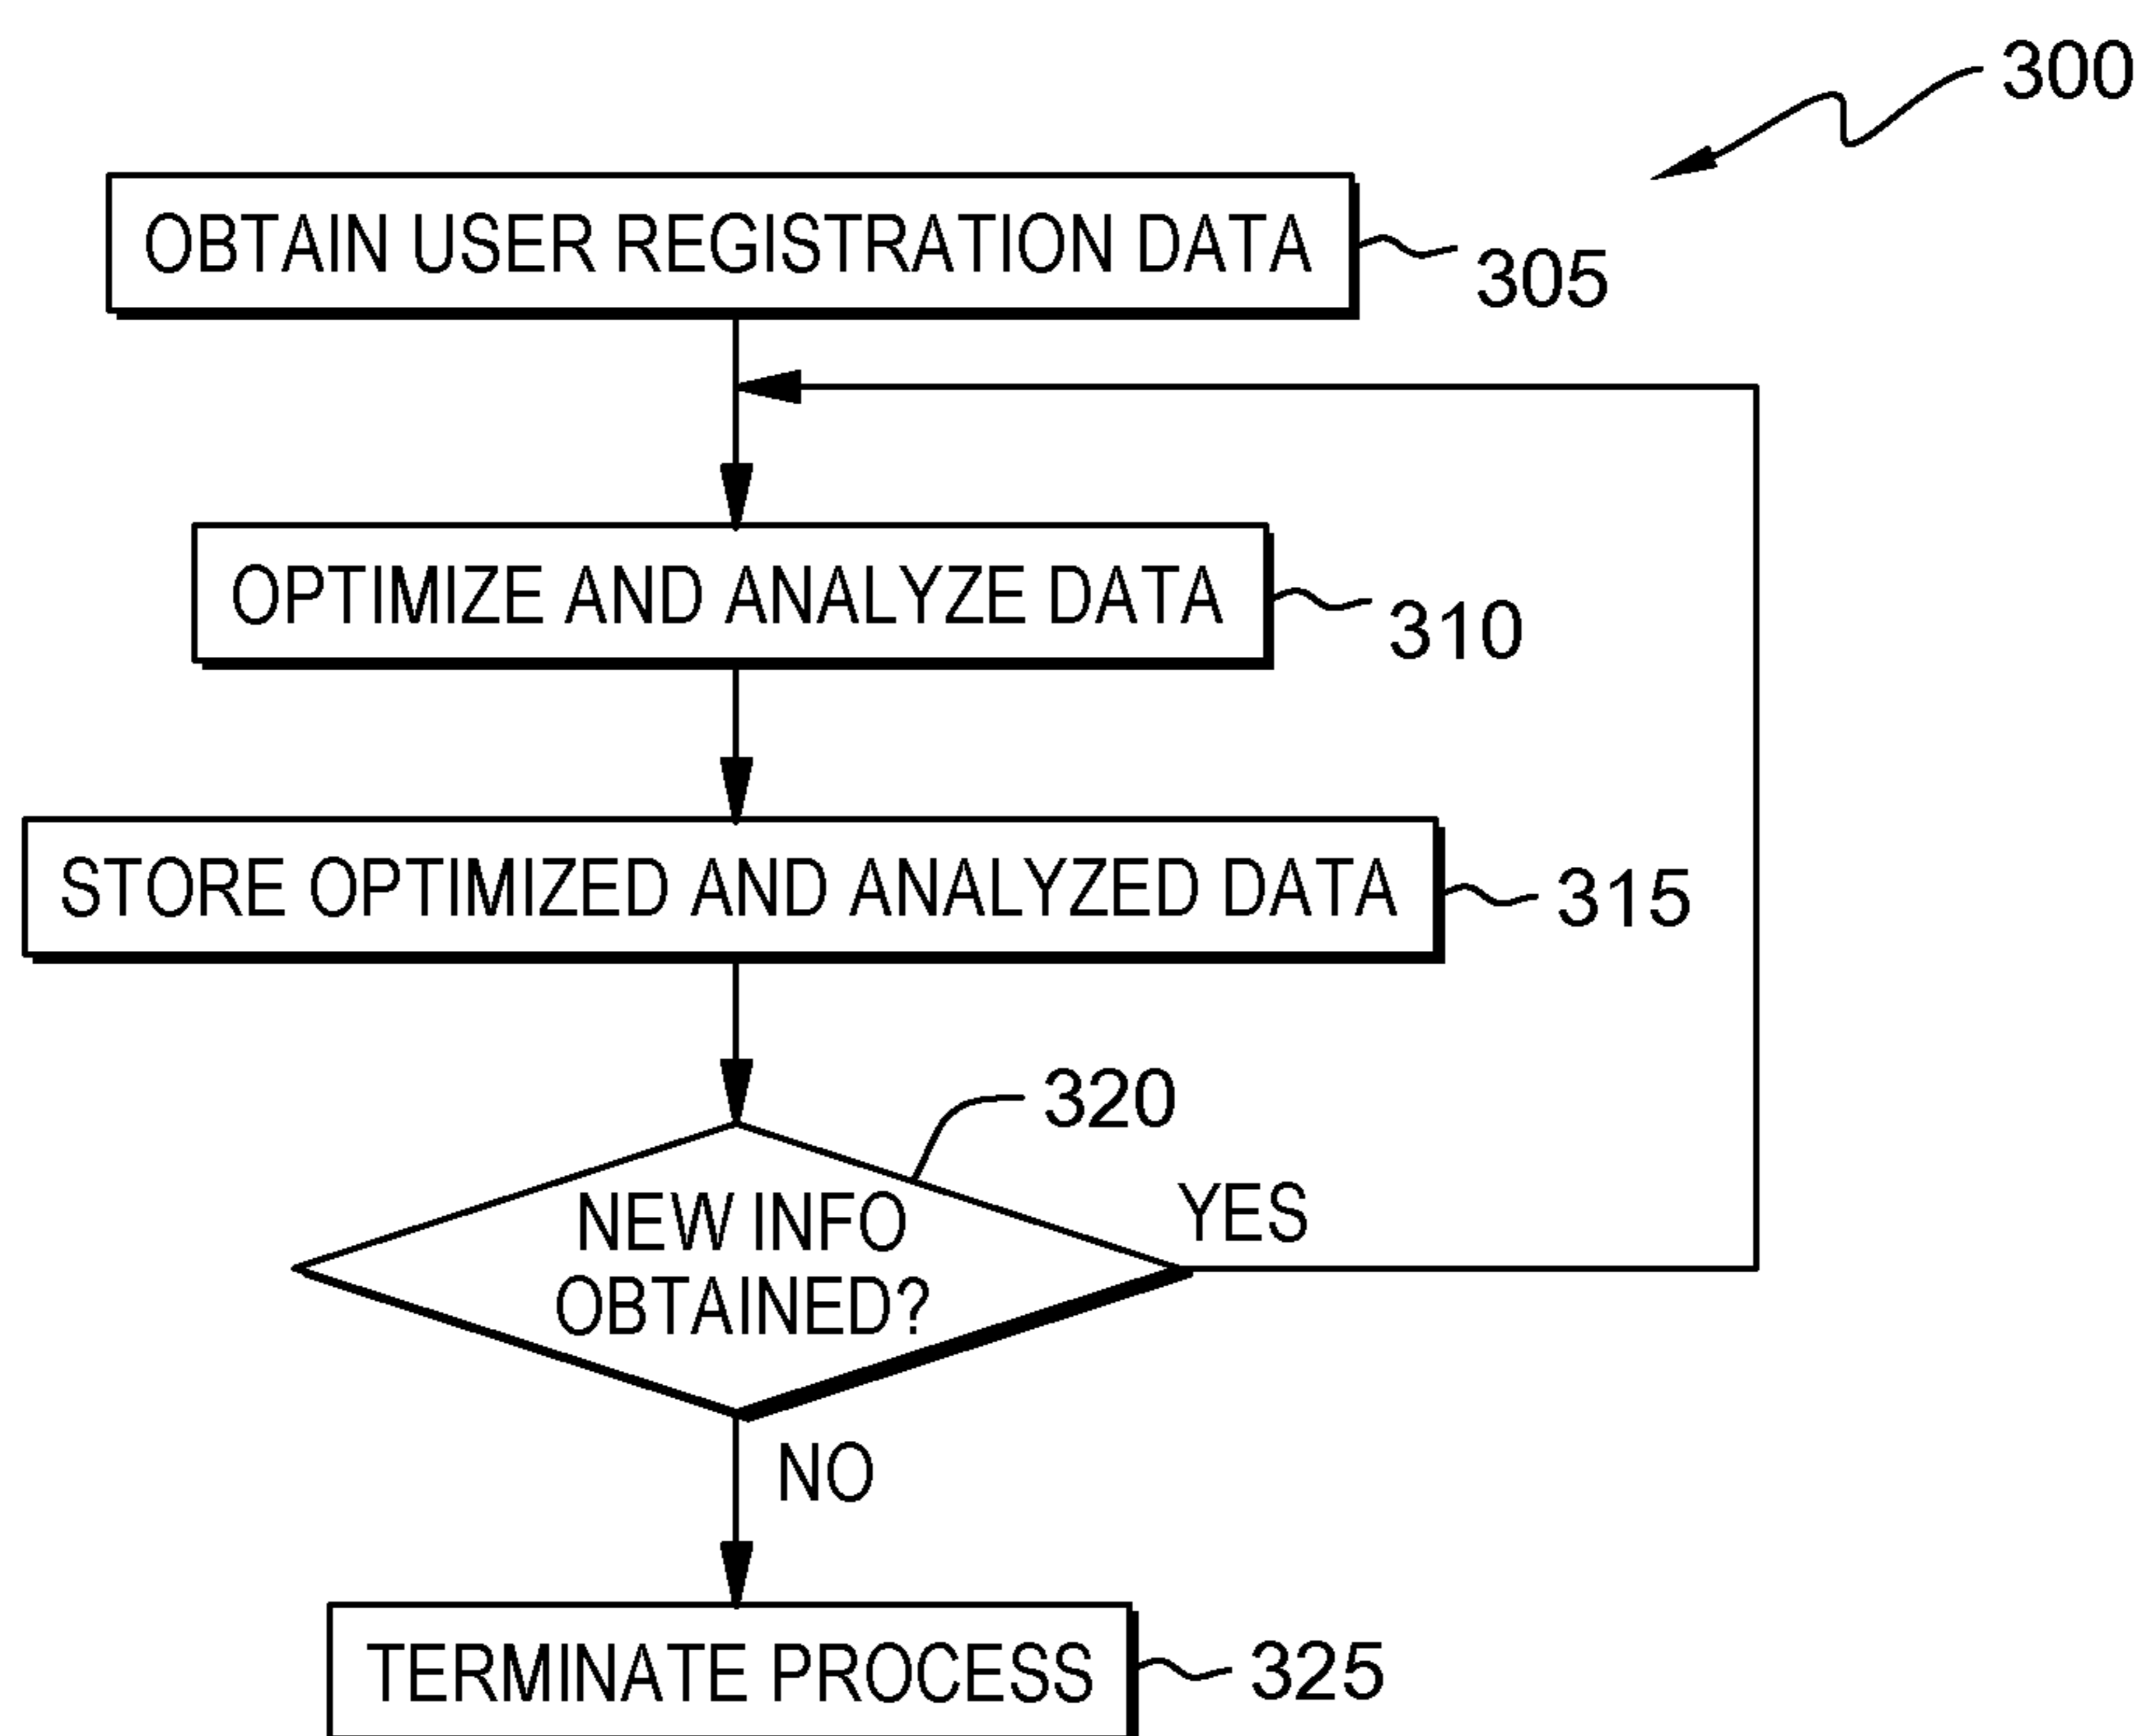 300
OBTAIN USER REGISTRATION DATA
305
OPTIMIZE AND ANALYZE DATA
310
STORE OPTIMIZED AND ANALYZED DATA
315
320
NEW INFO
OBTAINED?
YES
NO
TERMINATE PROCESS
325